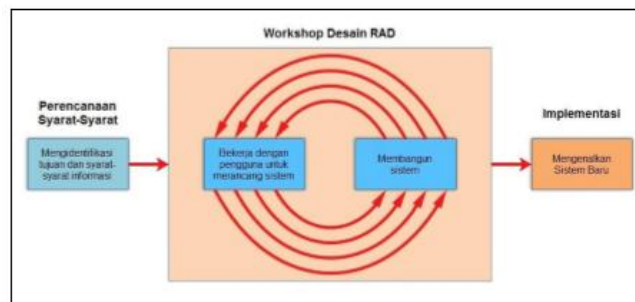 Workshop Desain RAD
Perencanaan
Syarat-Syarat
Mengidentifikasi
tujuan dan syarat-
syarat informasi
Bekerja dengan
pengguna untuk
merancang sistem
Membangun
sistem
Implementasi
Mengenalkan
Sistem Baru